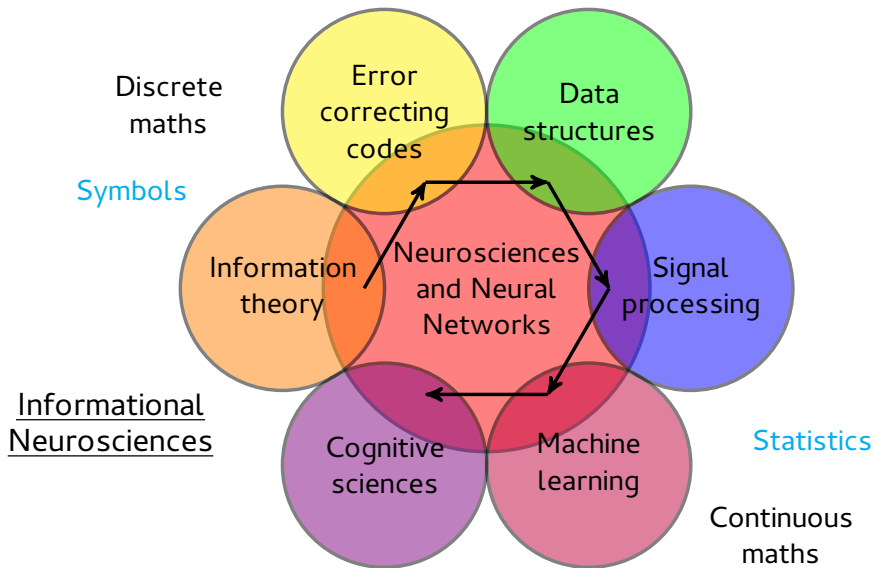 Discrete
maths
Error
correcting
codes
Data
structures
Symbols
Information
theory
Neurosciences
and Neural
Networks
Signal
processing
Informational
Neurosciences
Cognitive
sciences
Machine
learning
Statistics
Continuous
maths